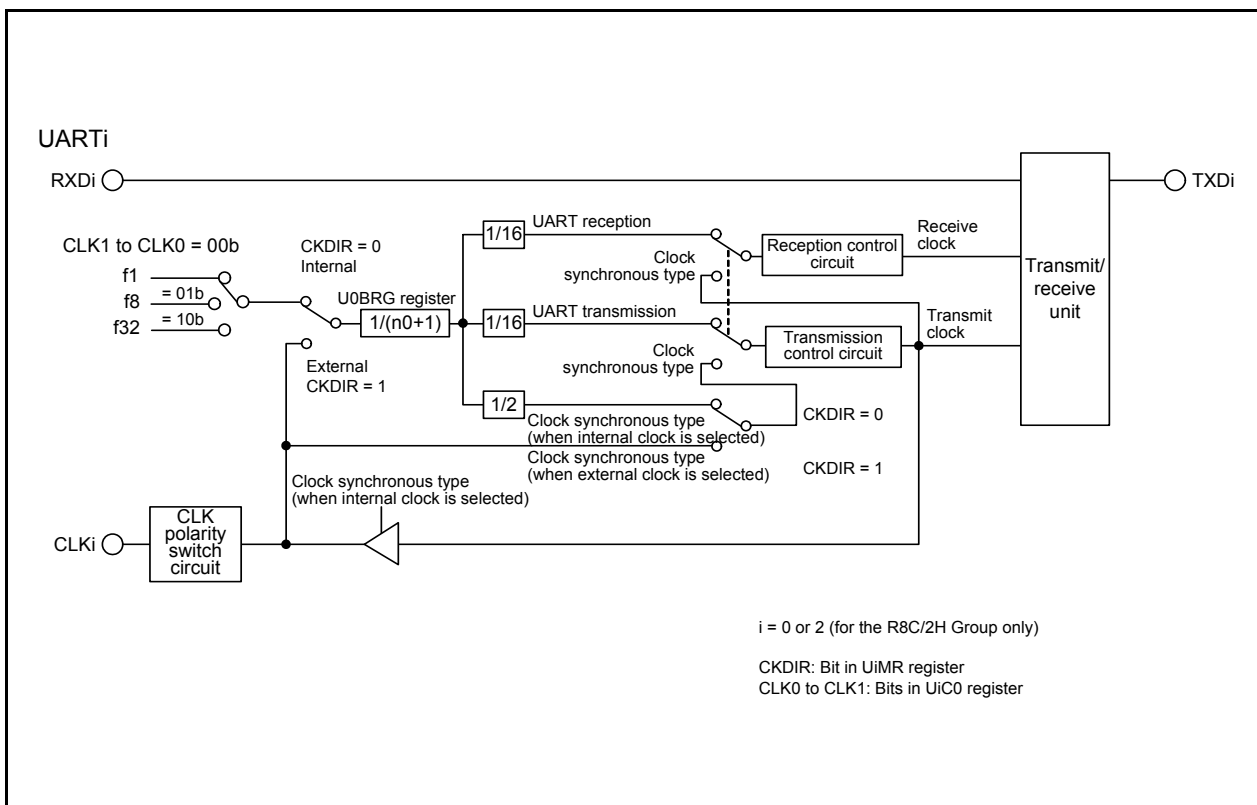 UARTi
RXDi
TXDi
CLK1 to CLK0 = 00b
f1
f8
= 01b
f32
= 10b
CKDIR = 0
Internal
U0BRG register
1/(n0+1)
External
CKDIR = 1
1/16
UART reception
Clock
synchronous type
Reception control
circuit
Receive
clock
1/16
UART transmission
Clock
synchronous type
Transmission
control circuit
Transmit
clock
Transmit/
receive
unit
1/2
Clock synchronous type
(when internal clock is selected)
CKDIR = 0
Clock synchronous type
(when external clock is selected)
CKDIR = 1
Clock synchronous type
(when internal clock is selected)
CLKi
CLK
polarity
switch
circuit
i = 0 or 2 (for the R8C/2H Group only)
CKDIR: Bit in UiMR register
CLK0 to CLK1: Bits in UiC0 register